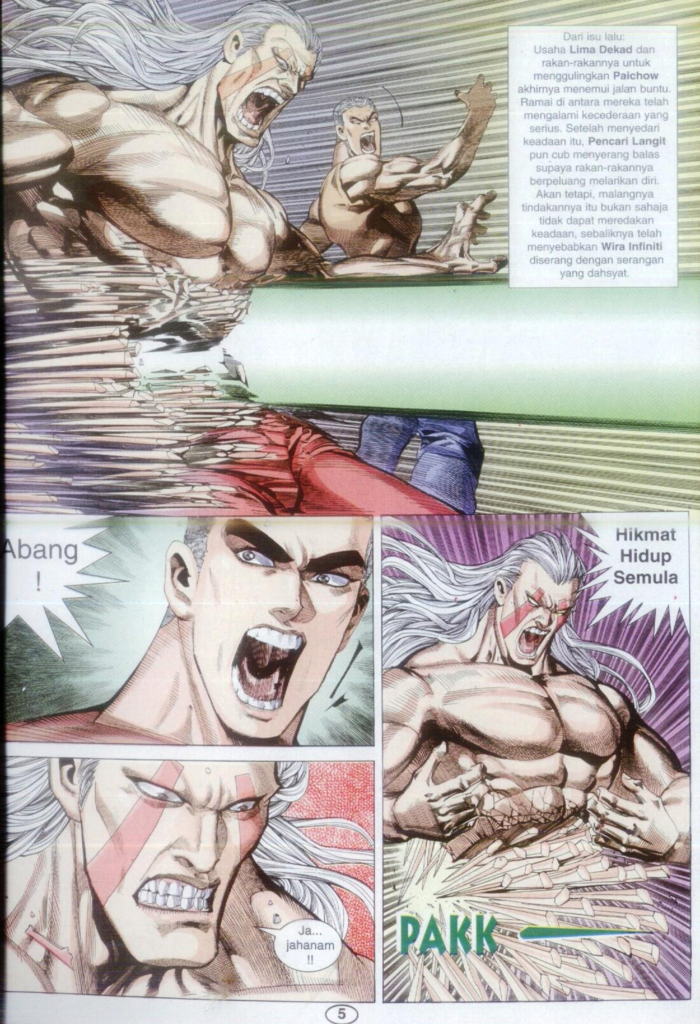 Dari isu lalu:
Usaha Lima Dekad dan
rakan-rakannya untuk
menggulingkan Paichow
akhirnya menemui jalan buntu.
Ramai di antara mereka telah
mengalami kecederaan yang
serius. Setelah menyedari
keadaan itu, Pencari Langit
pun cub menyerang balas
supaya rakan-rakannya
berpeluang melarikan diri.
Akan tetapi, malangnya
tindakannya itu bukan sahaja
tidak dapat meredakan
keadaan, sebaliknya telah
menyebabkan Wira Infiniti
diserang dengan serangan
yang dahsyat.
Abang
!
Hikmat
Hidup
Semula
Ja...
jahanam
!!
PAKK
5